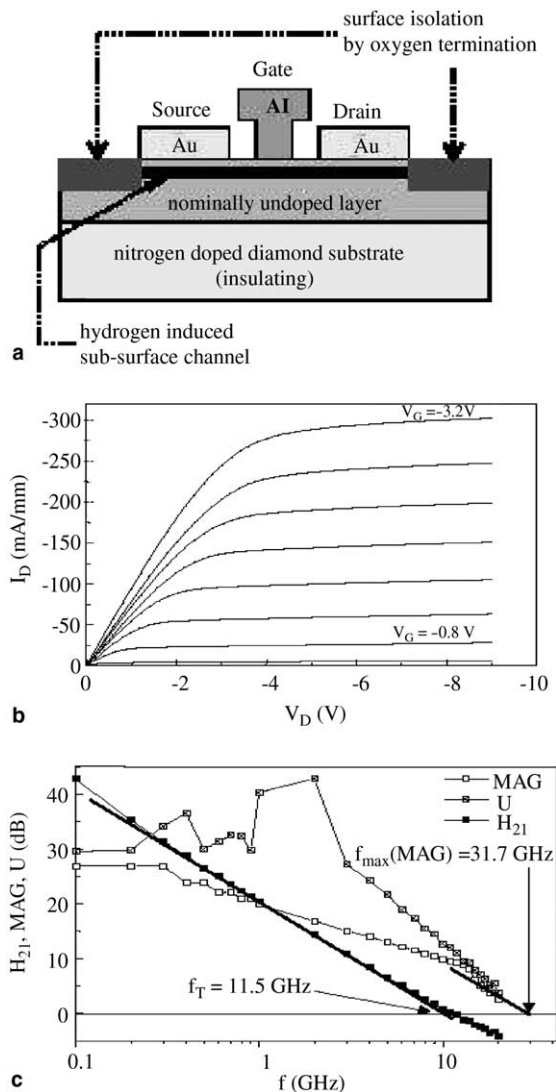 surface isolation
by oxygen termination
Gate
Source
Al
Drain
Au
Au
nominally undoped layer
nitrogen doped diamond substrate
(insulating)
hydrogen induced
sub-surface channel
a
-300
-250
-200
-150
-100
-50
0
I_D (mA/mm)
V_G=-3.2V
V_G=-0.8 V
0
-2
-4
-6
-8
-10
V_D (V)
b
40
30
20
10
0
H_21, MAG, U (dB)
MAG
U
H_21
f_max(MAG) =31.7 GHz
f_T = 11.5 GHz
0.1
1
10
f (GHz)
c